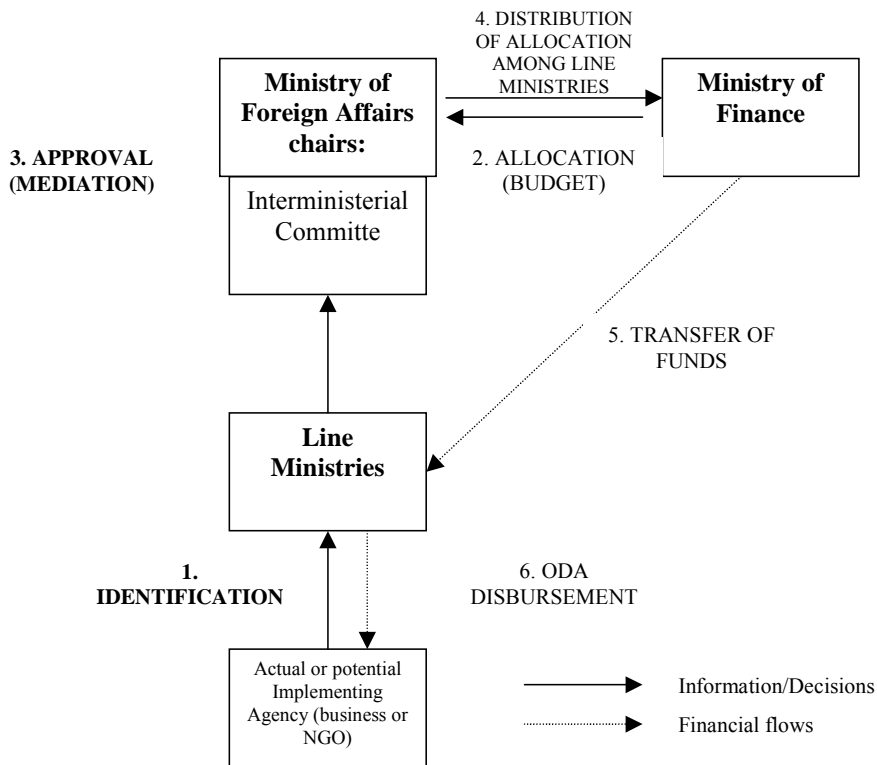 4. DISTRIBUTION
OF ALLOCATION
AMONG LINE
MINISTRIES
Ministry of
Foreign Affairs
chairs:
Ministry of
Finance
3. APPROVAL
(MEDIATION)
2. ALLOCATION
(BUDGET)
Interministerial
Committe
5. TRANSFER OF
FUNDS
Line
Ministries
1.
IDENTIFICATION
6. ODA
DISBURSEMENT
Actual or potential
Implementing
Agency (business or
NGO)
Information/Decisions
Financial flows